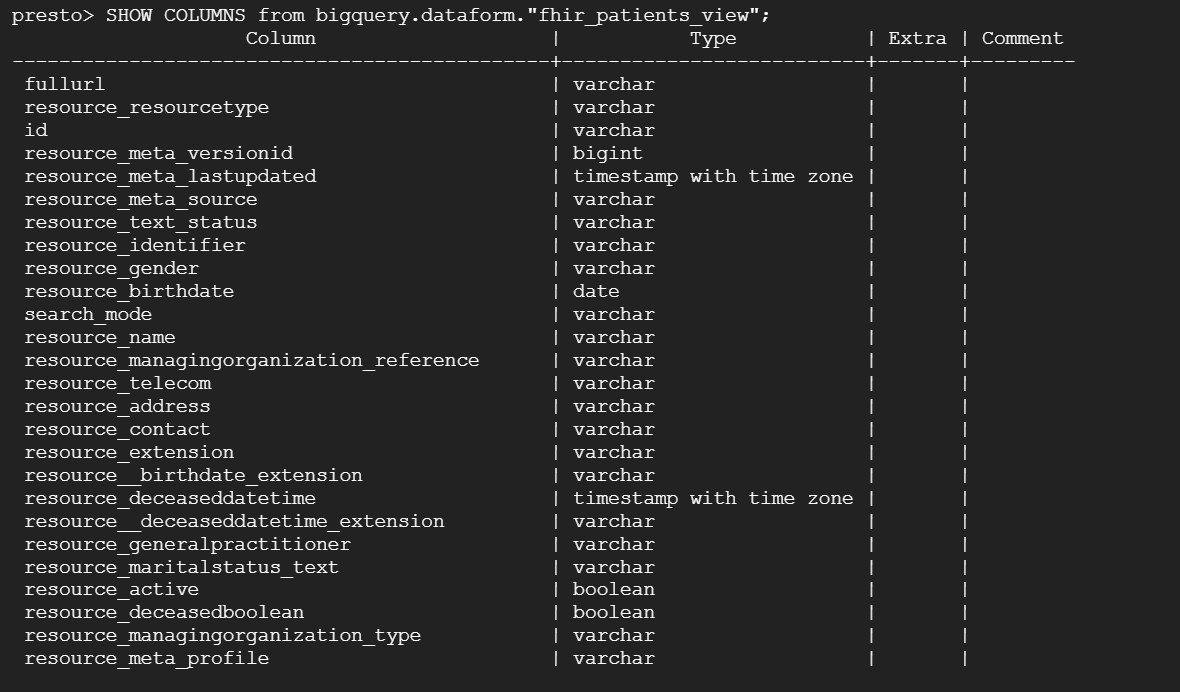 presto> SHOW COLUMNS from bigquery.dataform."fhir_patients_view";
Column | Type | Extra | Comment
----------------------------------------------+--------------------------+-------+---------
fullurl | varchar | |
resource_resourcetype | varchar | |
id | varchar | |
resource_meta_versionid | bigint | |
resource_meta_lastupdated | timestamp with time zone | |
resource_meta_source | varchar | |
resource_text_status | varchar | |
resource_identifier | varchar | |
resource_gender | varchar | |
resource_birthdate | date | |
search_mode | varchar | |
resource_name | varchar | |
resource_managingorganization_reference | varchar | |
resource_telecom | varchar | |
resource_address | varchar | |
resource_contact | varchar | |
resource_extension | varchar | |
resource__birthdate_extension | varchar | |
resource_deceaseddatetime | timestamp with time zone | |
resource__deceaseddatetime_extension | varchar | |
resource_generalpractitioner | varchar | |
resource_maritalstatus_text | varchar | |
resource_active | boolean | |
resource_deceasedboolean | boolean | |
resource_managingorganization_type | varchar | |
resource_meta_profile | varchar | |